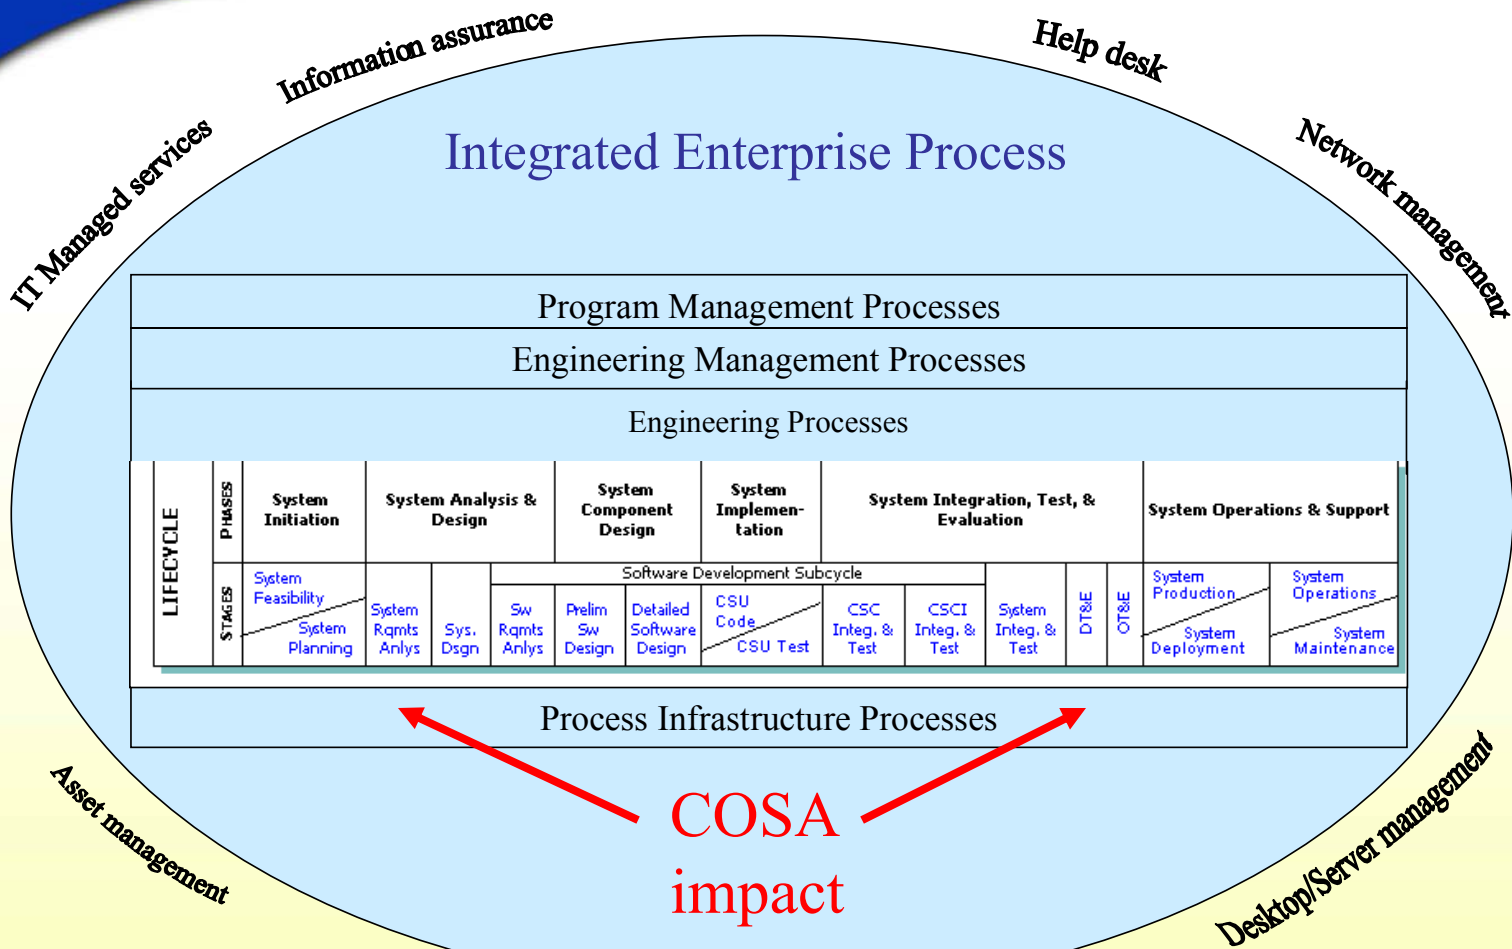 Information assurance
Help desk
IT Managed services
Network management
Integrated Enterprise Process
Program Management Processes
Engineering Management Processes
Engineering Processes
LIFECYCLE
PHASES
System
Initiation
System Analysis &
Design
System
Component
Design
System
Implemen-
tation
System Integration, Test, &
Evaluation
System Operations & Support
STAGES
System
Feasibility
System
Planning
System
Rqmts
Anlys
Sys.
Dsgn
Software Development Subcycle
Sw
Rqmts
Anlys
Prelim
Sw
Design
Detailed
Software
Design
CSU
Code
CSU Test
CSC
Integ. &
Test
CSCI
Integ. &
Test
System
Integ. &
Test
DT&E
OT&E
System
Production
System
Deployment
System
Operations
System
Maintenance
Process Infrastructure Processes
COSA
impact
Asset management
Desktop/Server management